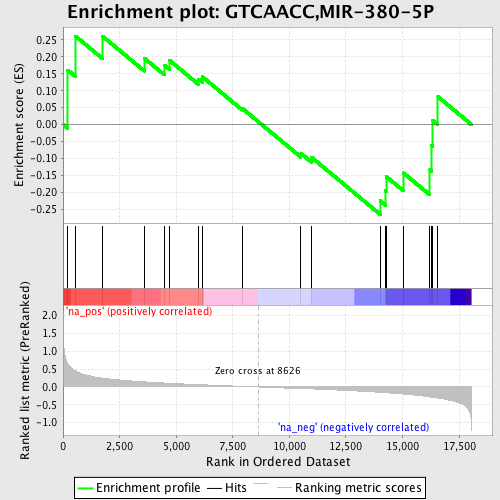 Enrichment plot: GTCAACC,MIR-380-5P
Enrichment score (ES)
0.25
0.20
0.15
0.10
0.05
0.00
-0.05
-0.10
-0.15
-0.20
-0.25
'na_pos' (positively correlated)
Ranked list metric (PreRanked)
2.0
1.5
1.0
0.5
0.0
-0.5
-1.0
Zero cross at 8626
'na_neg' (negatively correlated)
0 2,500 5,000 7,500 10,000 12,500 15,000 17,500
Rank in Ordered Dataset
Enrichment profile Hits Ranking metric scores